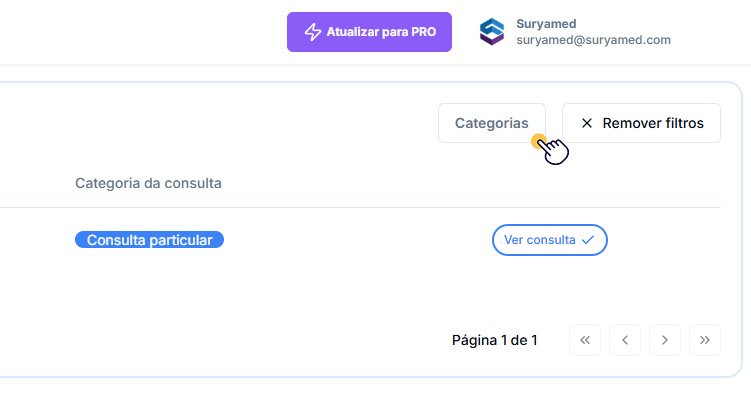 Atualizar para PRO
Suryamed
suryamed@suryamed.com
Categorias
Remover filtros
Categoria da consulta
Consulta particular
Ver consulta
Página 1 de 1